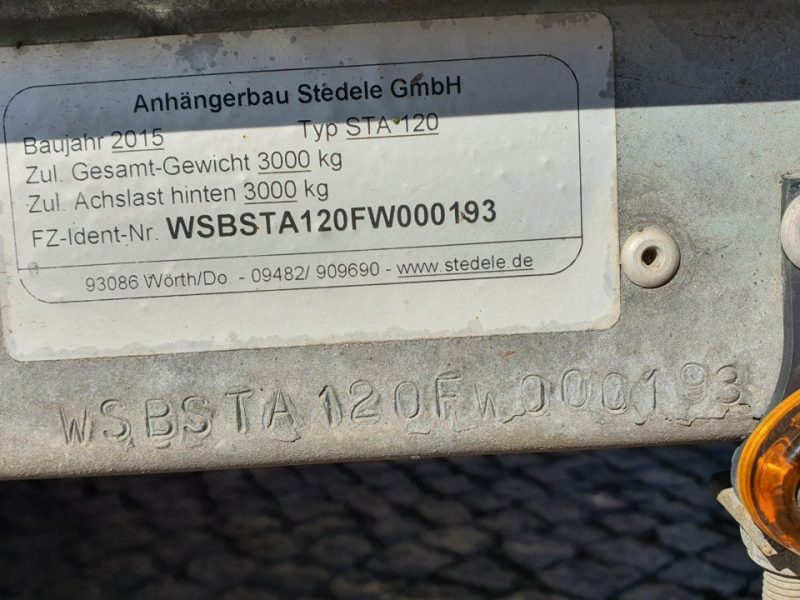 Anhängerbau Stedele GmbH
Baujahr 2015 Typ STA 120
Zul. Gesamt-Gewicht 3000 kg
Zul. Achslast hinten 3000 kg
FZ-Ident-Nr. WSBSTA120FW000193
93086 Wörth/Do. - 09482/ 909690 - www.stedele.de
WSBSTA120FW000193